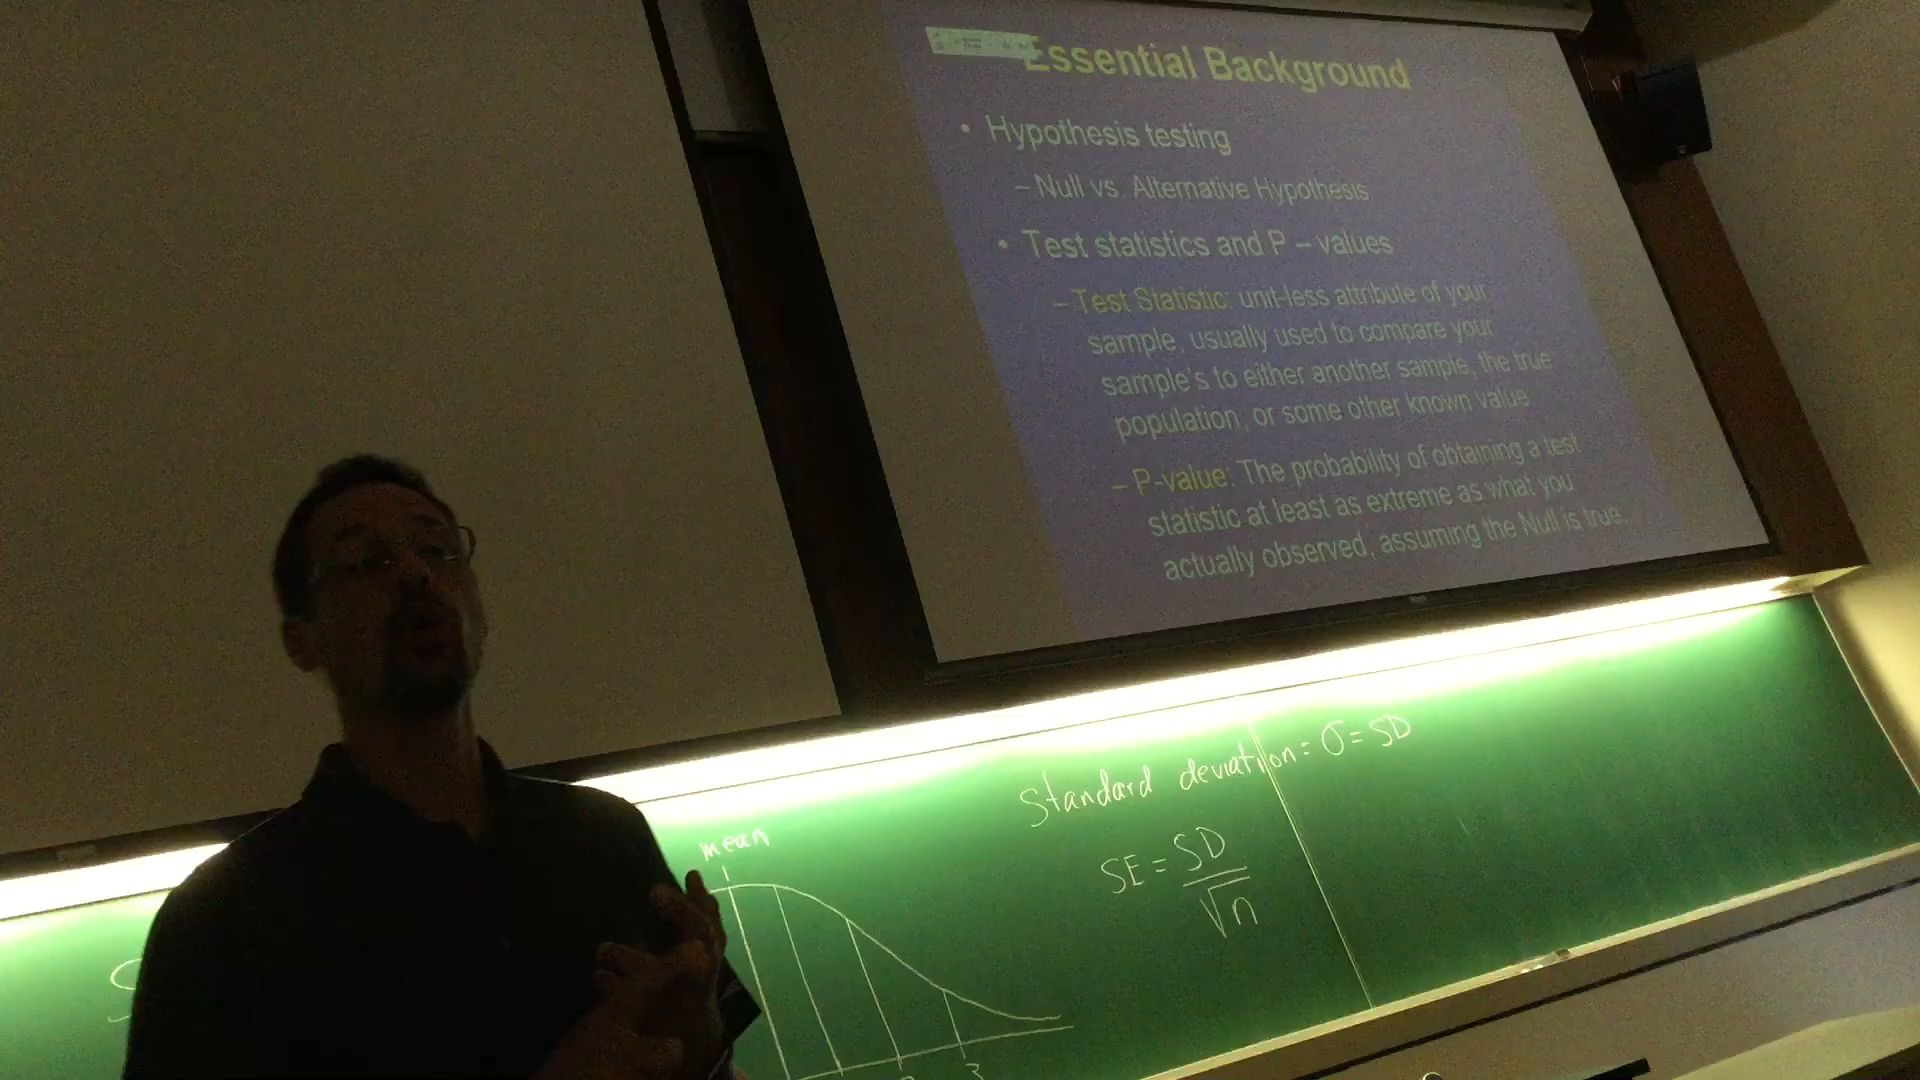 Essential Background
• Hypothesis testing
– Null vs. Alternative Hypothesis
• Test statistics and P – values
– Test Statistic: unit-less attribute of your
sample, usually used to compare your
sample's to either another sample, the true
population, or some other known value
– P-value: The probability of obtaining a test
statistic at least as extreme as what you
actually observed, assuming the Null is true.
Standard deviation = σ = SD
SE = SD
√n
mean
3